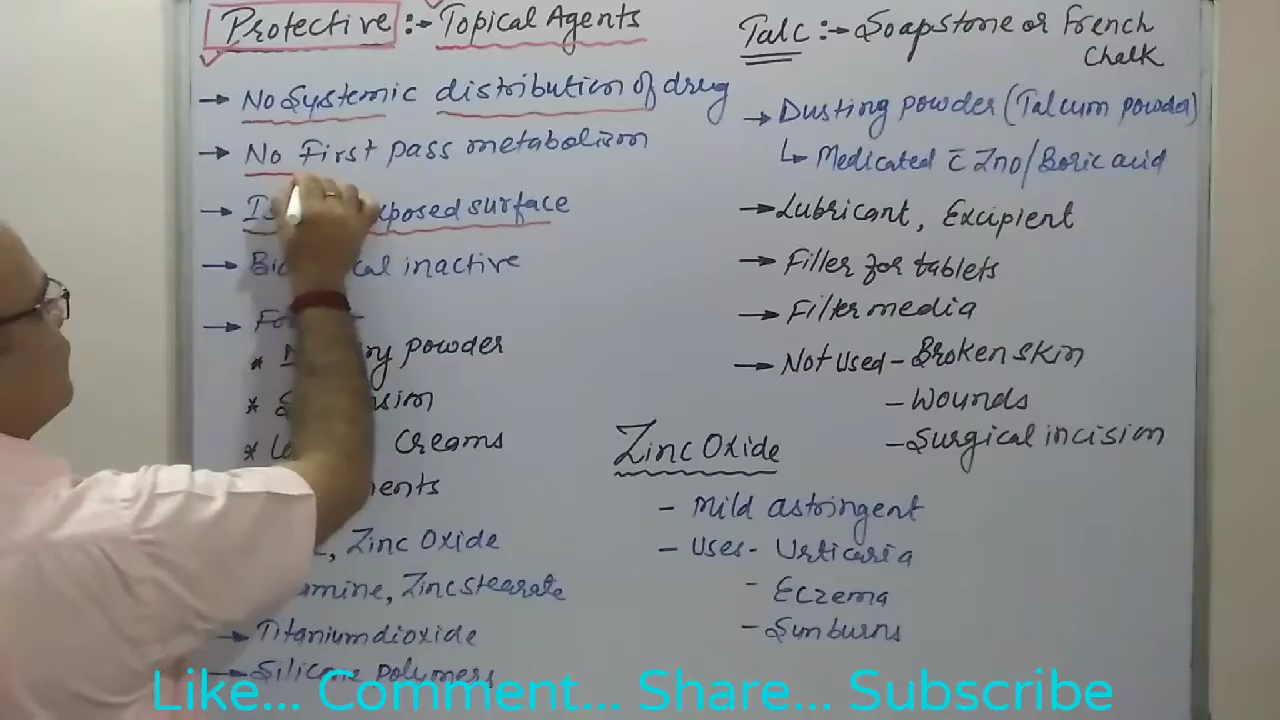 Protective :- Topical Agents
→ No Systemic distribution of drug
→ No First pass metabolism
→ exposed surface
→ inactive
→
* powder
*
* Creams
, Zinc Oxide
, Zinc stearate
→ Titanium dioxide
→ Silicone polymers
Talc :- Soapstone or French Chalk
→ Dusting powder (Talcum powder)
↳ Medicated c̄ Zno/Boric acid
→ Lubricant, Excipient
→ Filler for tablets
→ Filter media
→ Not Used - Broken skin
- Wounds
- Surgical incision
Zinc Oxide
- Mild astringent
- Uses - Urticaria
- Eczema
- Sunburns
Like... Comment... Share... Subscribe